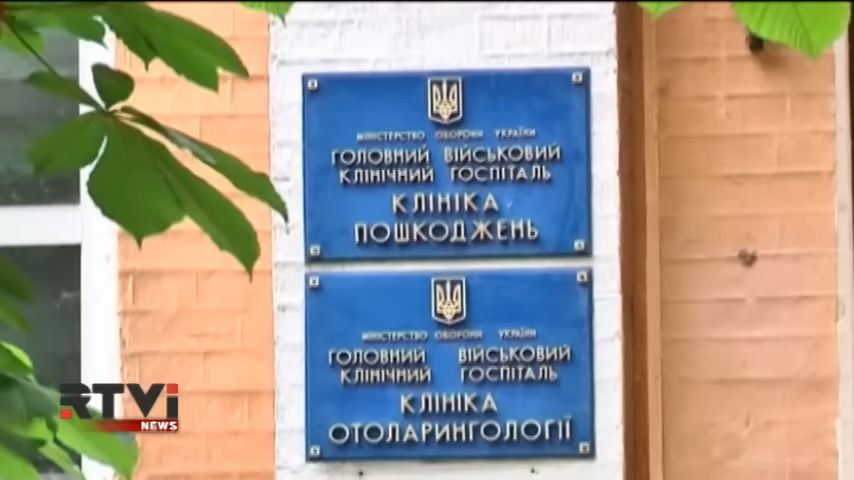 МІНІСТЕРСТВО ОБОРОНИ УКРАЇНИ
ГОЛОВНИЙ ВІЙСЬКОВИЙ
КЛІНІЧНИЙ ГОСПІТАЛЬ
КЛІНІКА
ПОШКОДЖЕНЬ
МІНІСТЕРСТВО ОБОРОНИ УКРАЇНИ
ГОЛОВНИЙ ВІЙСЬКОВИЙ
КЛІНІЧНИЙ ГОСПІТАЛЬ
КЛІНІКА
ОТОЛАРИНГОЛОГІЇ
RTVi
NEWS